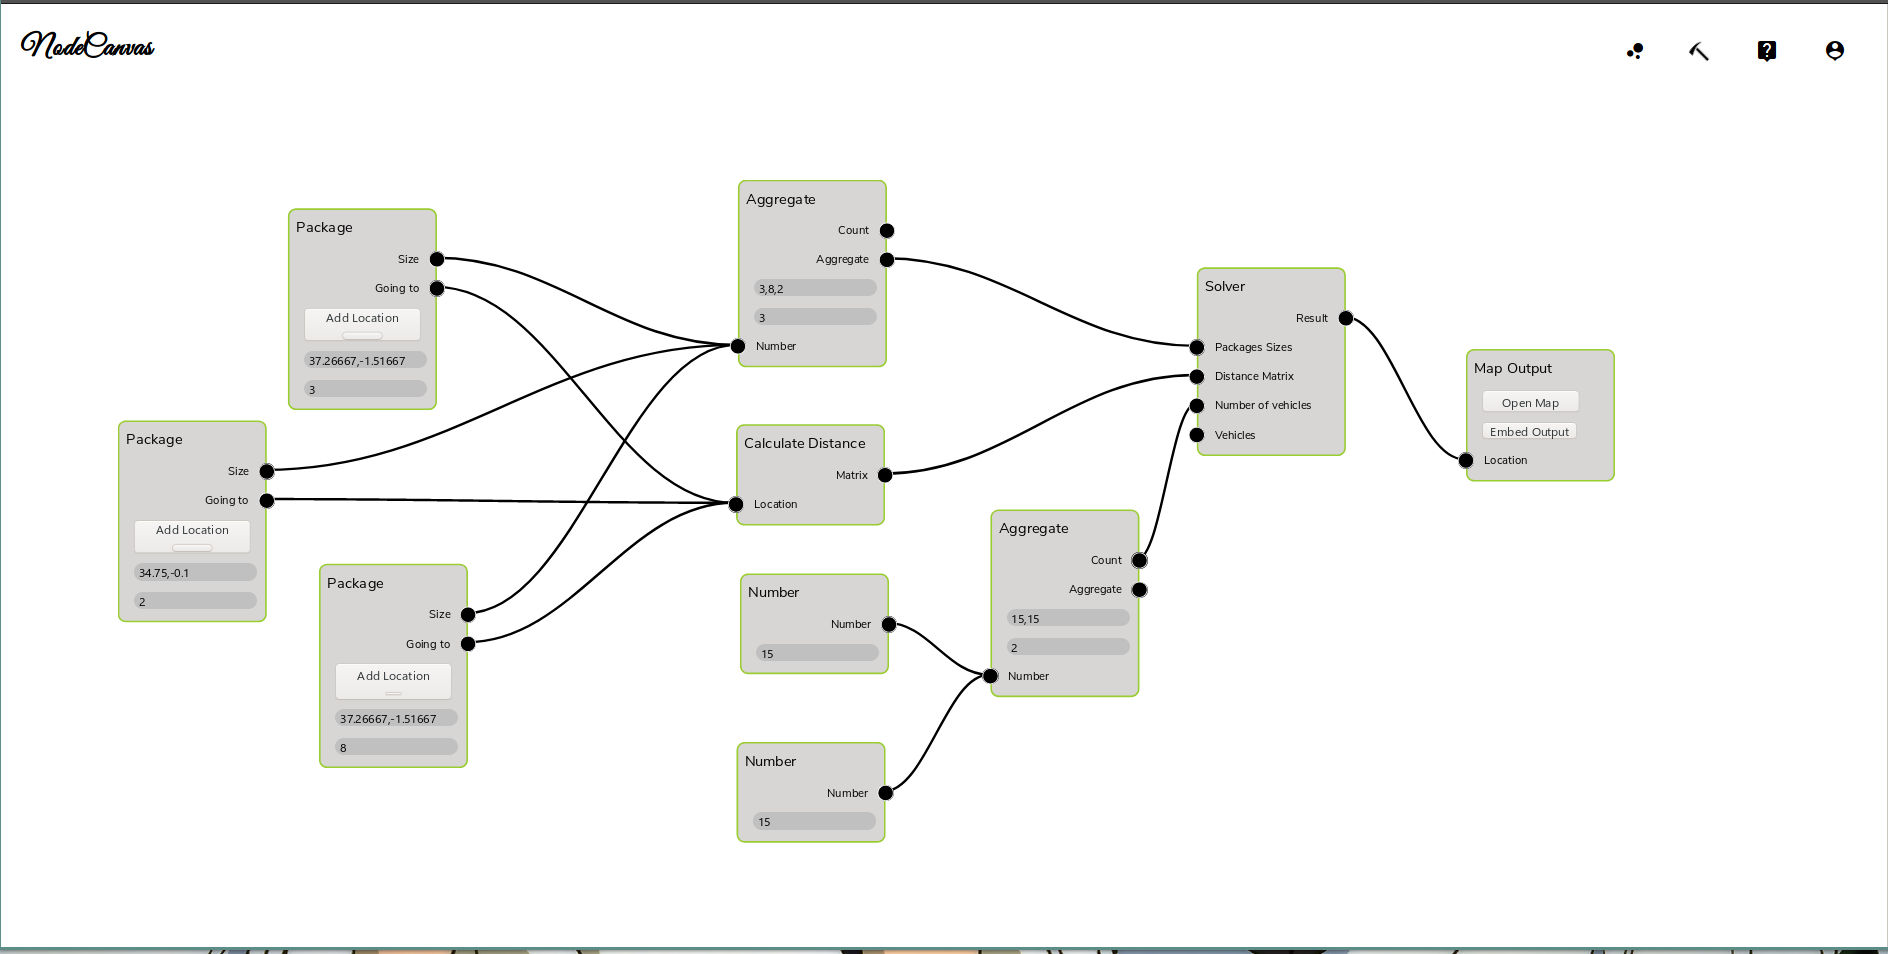 NodeCanvas
Package
Size
Going to
Add Location
37.26667,-1.51667
3
Package
Size
Going to
Add Location
34.75,-0.1
2
Package
Size
Going to
Add Location
37.26667,-1.51667
8
Aggregate
Count
Aggregate
3,8,2
3
Number
Calculate Distance
Matrix
Location
Number
Number
15
Number
Number
15
Aggregate
Count
Aggregate
15,15
2
Number
Solver
Result
Packages Sizes
Distance Matrix
Number of vehicles
Vehicles
Map Output
Open Map
Embed Output
Location